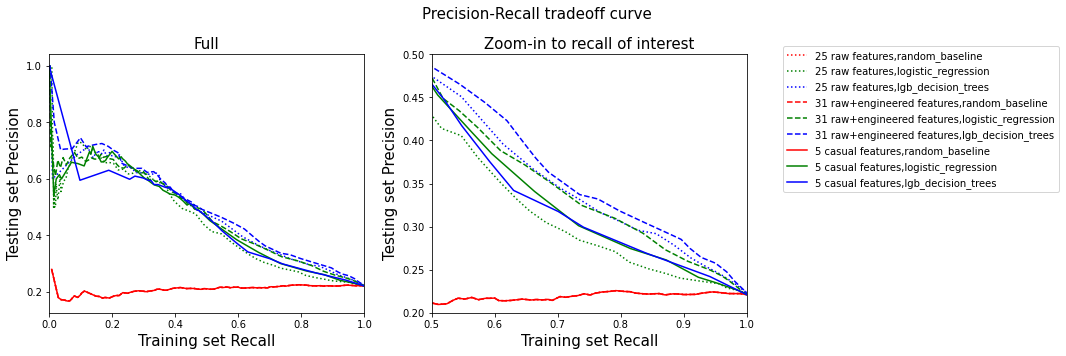 Precision-Recall tradeoff curve
Full
Testing set Precision
1.0
0.8
0.6
0.4
0.2
0.0
0.2
0.4
0.6
0.8
1.0
Training set Recall
Zoom-in to recall of interest
Testing set Precision
0.50
0.45
0.40
0.35
0.30
0.25
0.20
0.5
0.6
0.7
0.8
0.9
1.0
Training set Recall
25 raw features,random_baseline
25 raw features,logistic_regression
25 raw features,lgb_decision_trees
31 raw+engineered features,random_baseline
31 raw+engineered features,logistic_regression
31 raw+engineered features,lgb_decision_trees
5 casual features,random_baseline
5 casual features,logistic_regression
5 casual features,lgb_decision_trees